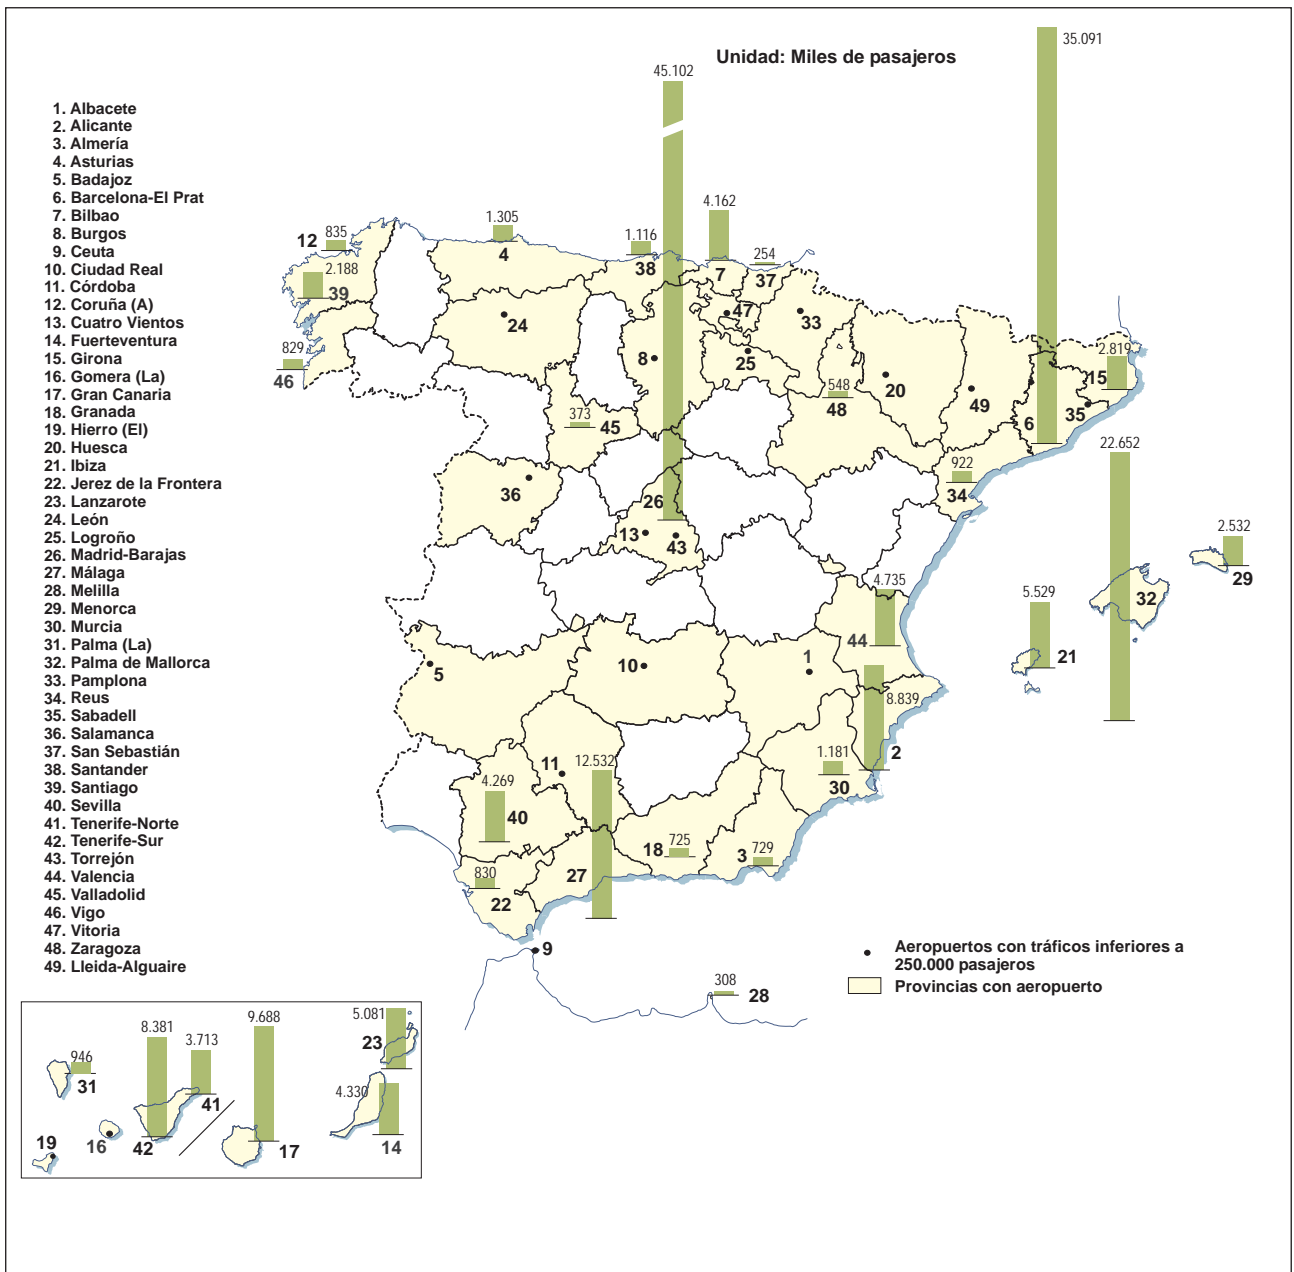 Unidad: Miles de pasajeros
1. Albacete
2. Alicante
3. Almería
4. Asturias
5. Badajoz
6. Barcelona-El Prat
7. Bilbao
8. Burgos
9. Ceuta
10. Ciudad Real
11. Córdoba
12. Coruña (A)
13. Cuatro Vientos
14. Fuerteventura
15. Girona
16. Gomera (La)
17. Gran Canaria
18. Granada
19. Hierro (El)
20. Huesca
21. Ibiza
22. Jerez de la Frontera
23. Lanzarote
24. León
25. Logroño
26. Madrid-Barajas
27. Málaga
28. Melilla
29. Menorca
30. Murcia
31. Palma (La)
32. Palma de Mallorca
33. Pamplona
34. Reus
35. Sabadell
36. Salamanca
37. San Sebastián
38. Santander
39. Santiago
40. Sevilla
41. Tenerife-Norte
42. Tenerife-Sur
43. Torrejón
44. Valencia
45. Valladolid
46. Vigo
47. Vitoria
48. Zaragoza
49. Lleida-Alguaire
35.091
45.102
4.162
1.305
835
12
1.116
4
254
38
7
37
2.188
39
47
33
24
829
46
8
25
2.819
15
20
49
548
48
6
35
373
45
22.652
922
34
36
26
13
43
2.532
29
4.735
5.529
32
44
21
1
10
5
8.839
2
1.181
30
12.532
11
4.269
40
725
18
729
3
830
27
22
9
308
28
Aeropuertos con tráficos inferiores a
250.000 pasajeros
Provincias con aeropuerto
5.081
9.688
8.381
3.713
23
946
31
4.330
41
19
16
42
17
14